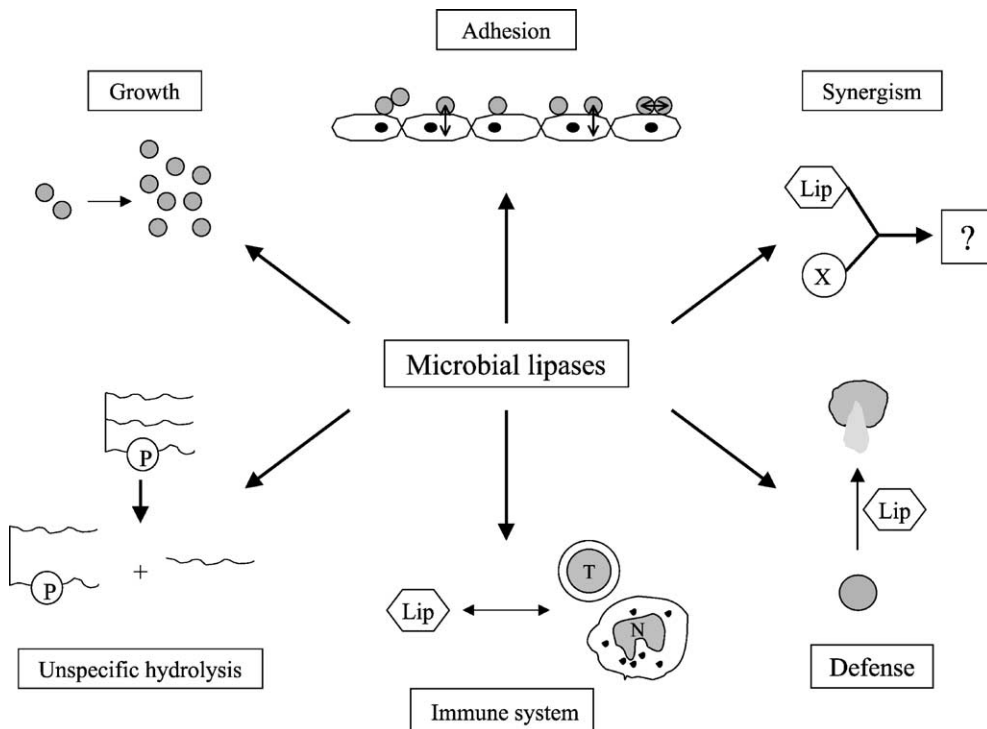 Adhesion
Growth
Synergism
Lip
X
?
Microbial lipases
P
Lip
P
+
T
Lip
N
Unspecific hydrolysis
Defense
Immune system